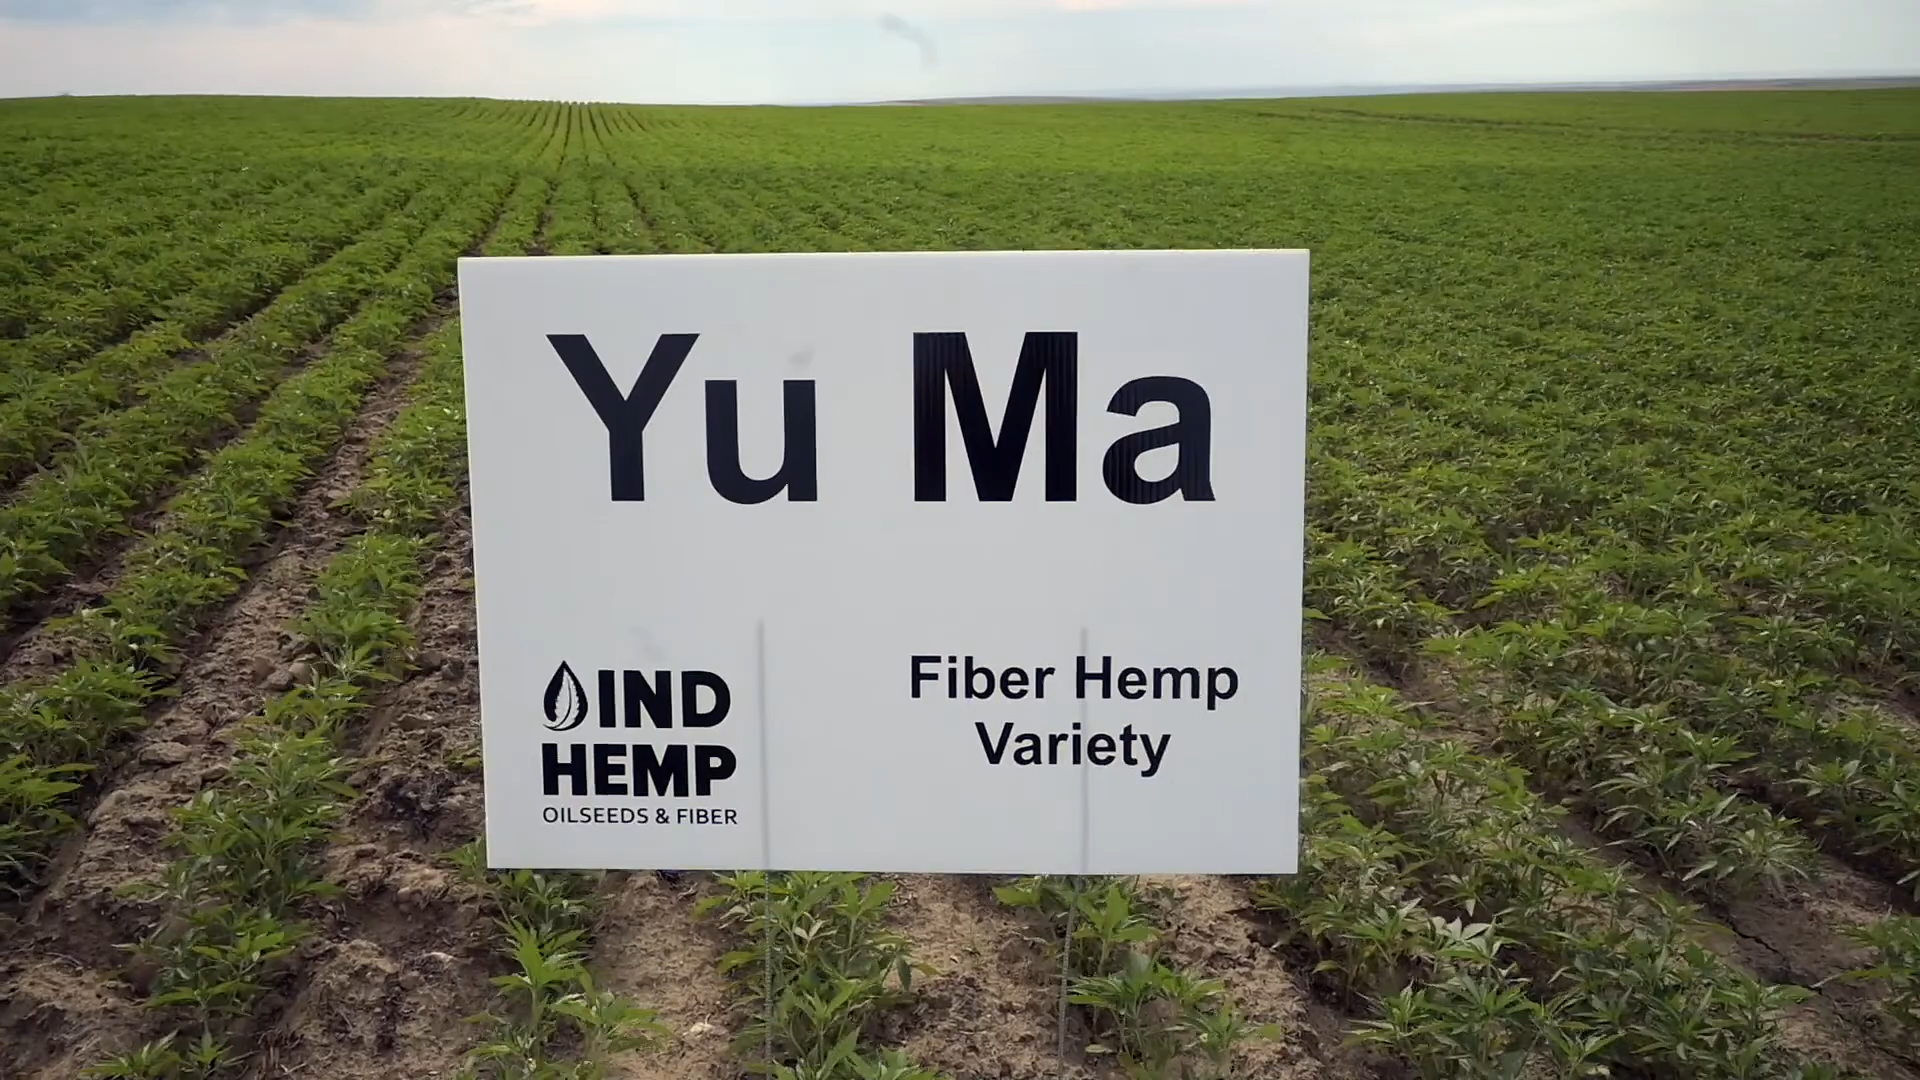 Yu Ma
IND
HEMP
OILSEEDS & FIBER
Fiber Hemp
Variety